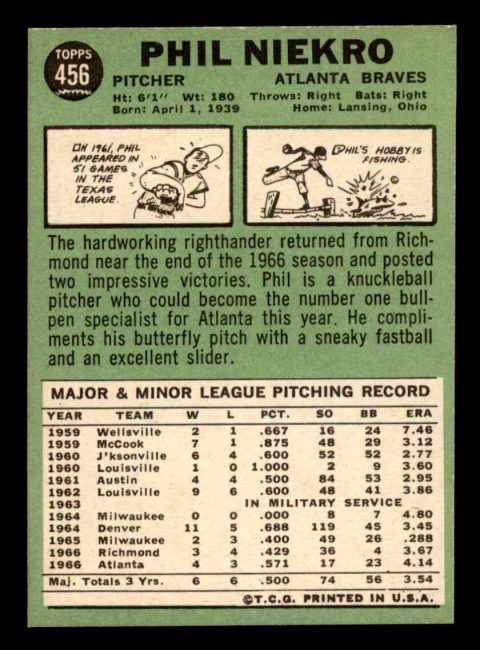 TOPPS
456
PHIL NIEKRO
PITCHER ATLANTA BRAVES
Ht: 6'1" Wt: 180 Throws: Right Bats: Right
Born: April 1, 1939 Home: Lansing, Ohio
IN 1961, PHIL
APPEARED IN
51 GAMES
IN THE
TEXAS
LEAGUE.
PHIL'S HOBBY IS
FISHING.
The hardworking righthander returned from Rich-
mond near the end of the 1966 season and posted
two impressive victories. Phil is a knuckleball
pitcher who could become the number one bull-
pen specialist for Atlanta this year. He compli-
ments his butterfly pitch with a sneaky fastball
and an excellent slider.
MAJOR & MINOR LEAGUE PITCHING RECORD
YEAR TEAM W L PCT. SO BB ERA
1959 Wellsville 2 1 .667 16 24 7.46
1959 McCook 7 1 .875 48 29 3.12
1960 J'ksonville 6 4 .600 52 52 2.77
1960 Louisville 1 0 1.000 2 9 3.60
1961 Austin 4 4 .500 84 53 2.95
1962 Louisville 9 6 .600 48 41 3.86
1963 IN MILITARY SERVICE
1964 Milwaukee 0 0 .000 8 7 4.80
1964 Denver 11 5 .688 119 45 3.45
1965 Milwaukee 2 3 .400 49 26 .288
1966 Richmond 3 4 .429 36 4 3.67
1966 Atlanta 4 3 .571 17 23 4.14
Maj. Totals 3 Yrs. 6 6 .500 74 56 3.54
©T.C.G. PRINTED IN U.S.A.